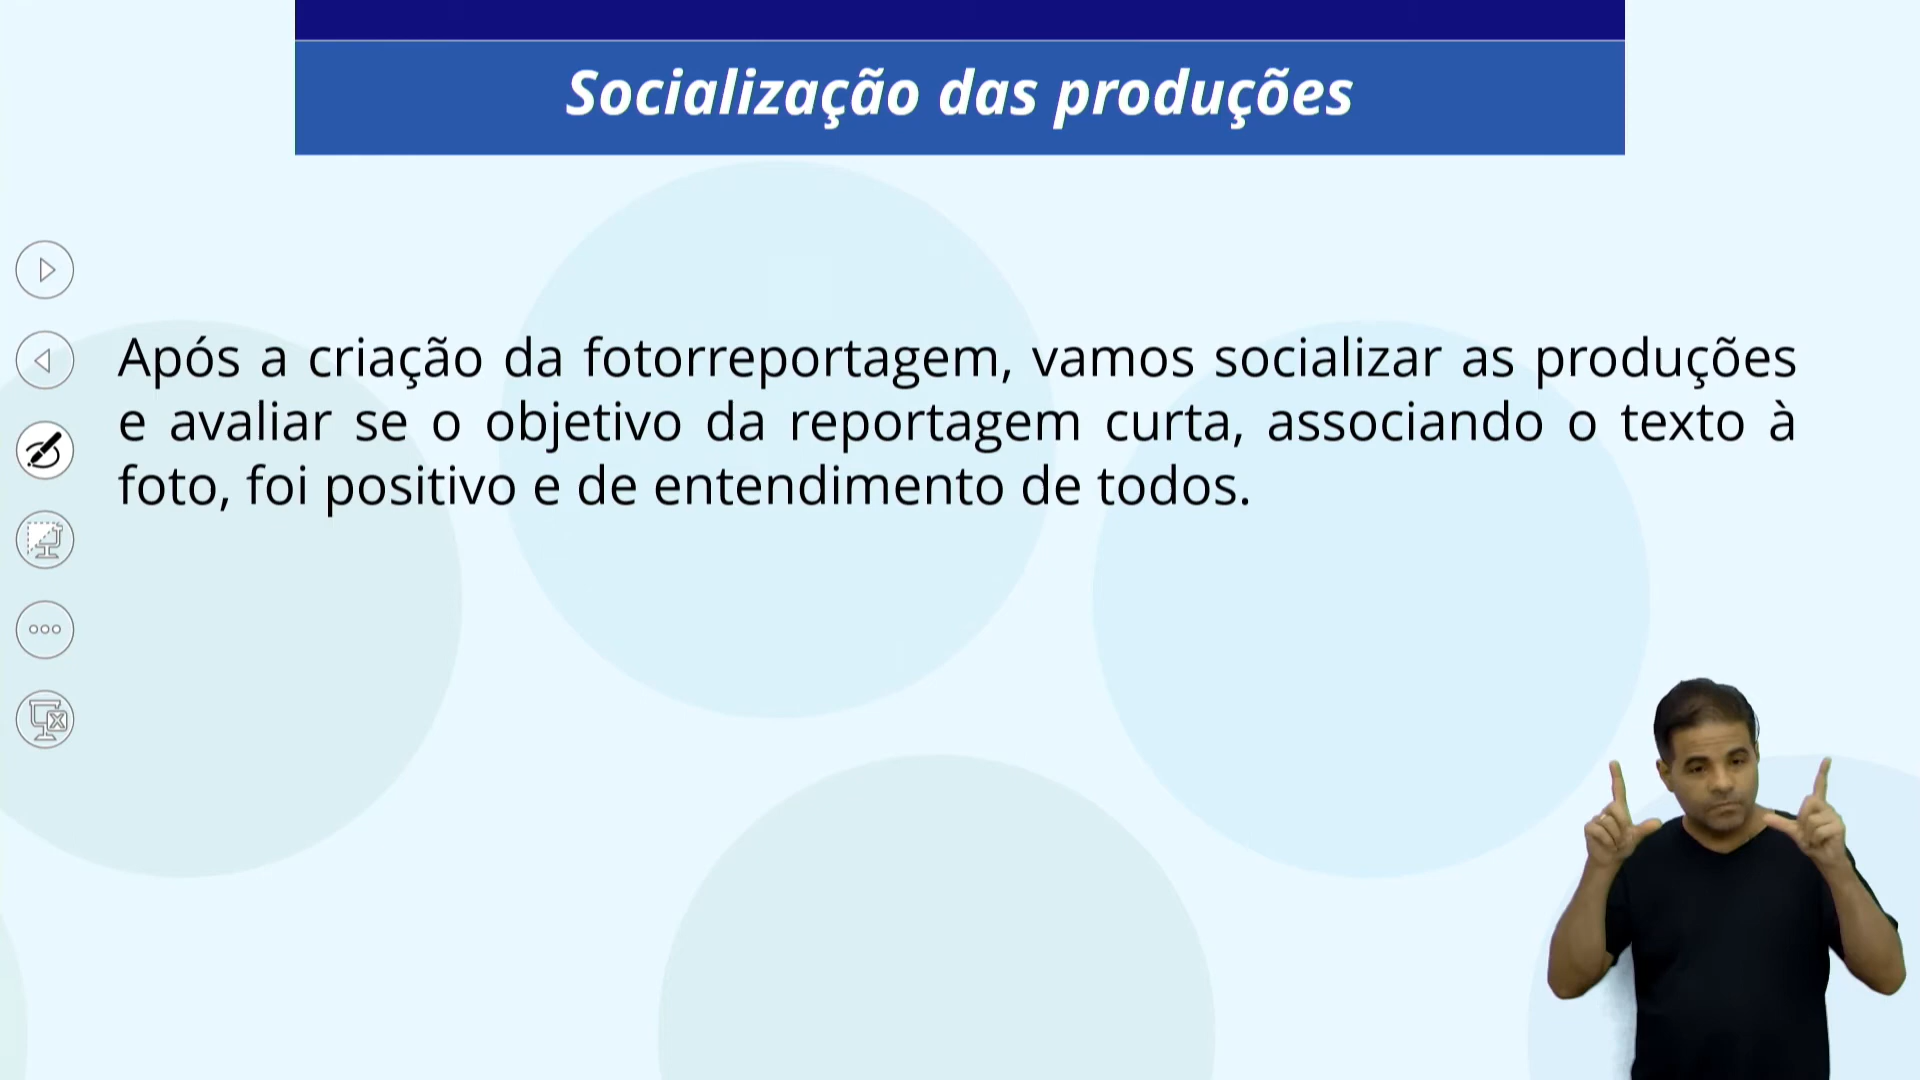 Socialização das produções
Após a criação da fotorreportagem, vamos socializar as produções
e avaliar se o objetivo da reportagem curta, associando o texto à
foto, foi positivo e de entendimento de todos.